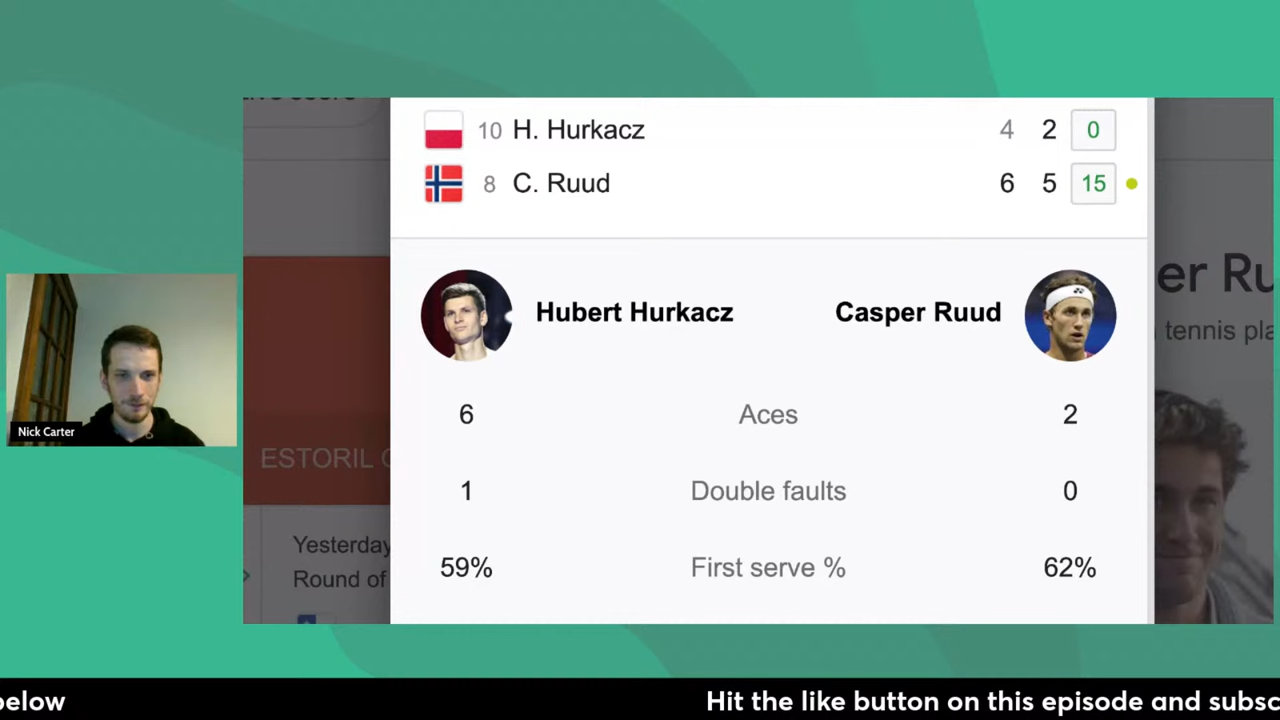 10 H. Hurkacz 4 2 0
8 C. Ruud 6 5 15
Hubert Hurkacz Casper Ruud
6 Aces 2
1 Double faults 0
59% First serve % 62%
er Ru
tennis pla
ESTORIL
Yesterday
Round of
Nick Carter
below Hit the like button on this episode and subsc